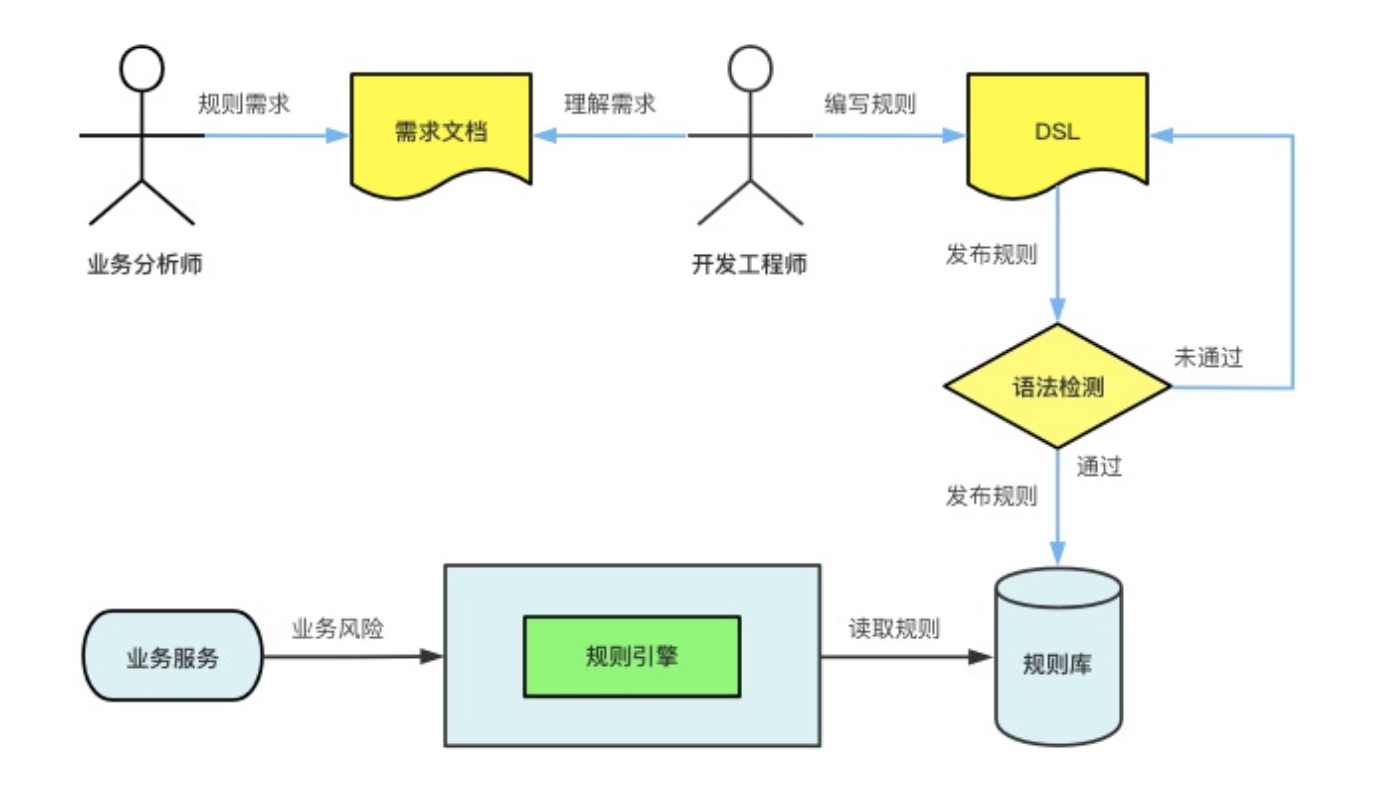 规则需求
需求文档
理解需求
编写规则
DSL
业务分析师
开发工程师
发布规则
未通过
语法检测
通过
发布规则
业务服务
业务风险
规则引擎
读取规则
规则库